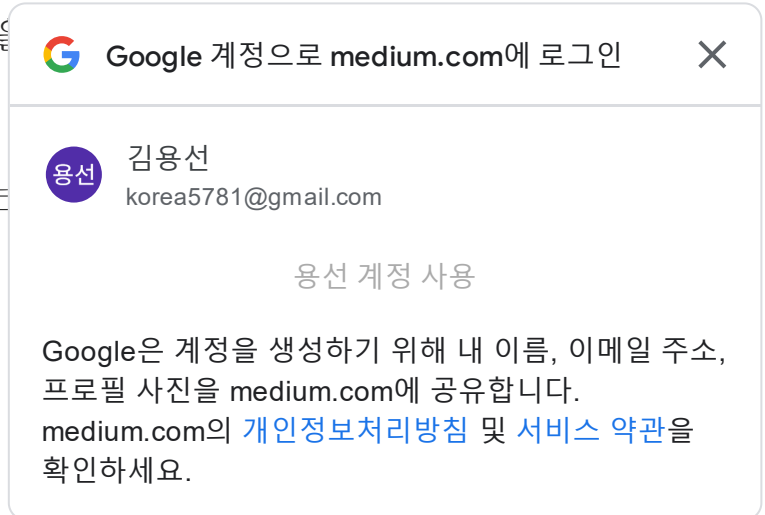 Google 계정으로 medium.com에 로그인
용선
김용선
korea5781@gmail.com
용선 계정 사용
Google은 계정을 생성하기 위해 내 이름, 이메일 주소,
프로필 사진을 medium.com에 공유합니다.
medium.com의 개인정보처리방침 및 서비스 약관을
확인하세요.